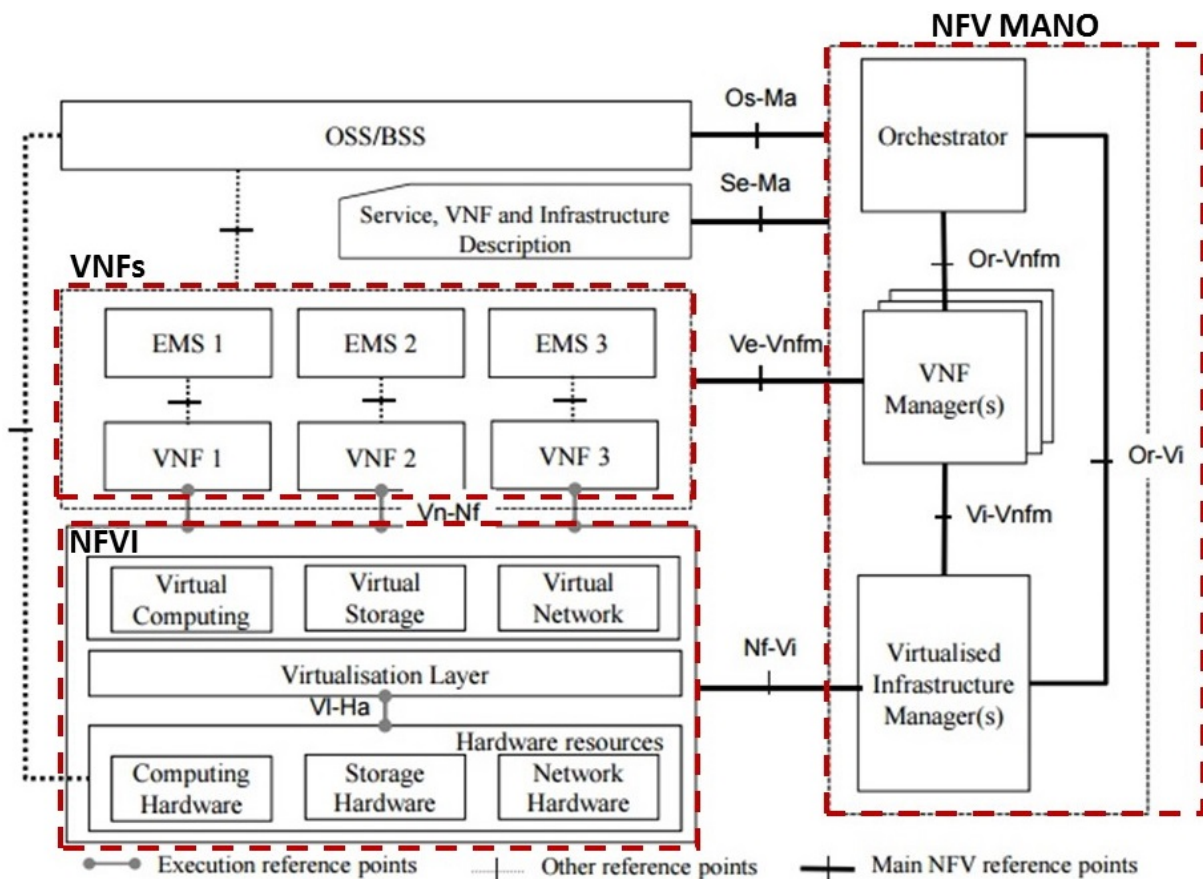 NFV MANO
Os-Ma
OSS/BSS
Orchestrator
Se-Ma
Service, VNF and Infrastructure
Description
Or-Vnfm
VNFs
EMS 1
EMS 2
EMS 3
Ve-Vnfm
VNF
Manager(s)
VNF 1
VNF 2
VNF 3
Or-Vi
Vn-Nf
Vi-Vnfm
NFVI
Virtual
Computing
Virtual
Storage
Virtual
Network
Nf-Vi
Virtualised
Infrastructure
Manager(s)
Virtualisation Layer
Vl-Ha
Hardware resources
Computing
Hardware
Storage
Hardware
Network
Hardware
Execution reference points
Other reference points
Main NFV reference points